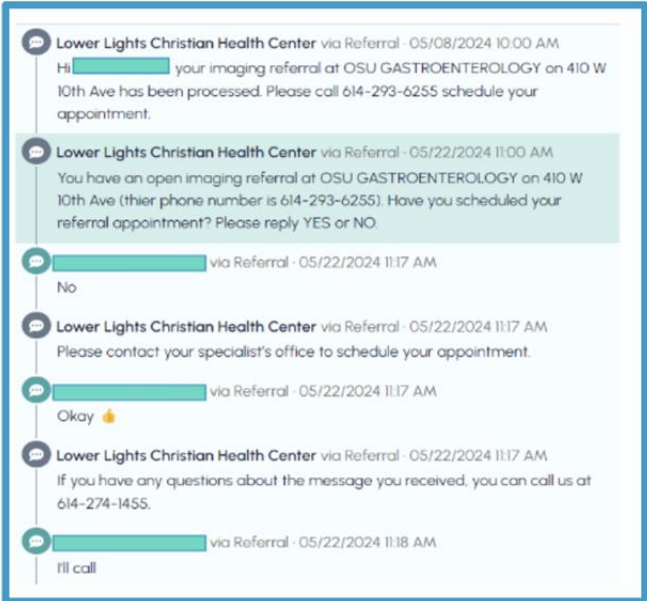 Lower Lights Christian Health Center via Referral · 05/08/2024 10:00 AM
Hi your imaging referral at OSU GASTROENTEROLOGY on 410 W
10th Ave has been processed. Please call 614-293-6255 schedule your
appointment.
Lower Lights Christian Health Center via Referral · 05/22/2024 11:00 AM
You have an open imaging referral at OSU GASTROENTEROLOGY on 410 W
10th Ave (thier phone number is 614-293-6255). Have you scheduled your
referral appointment? Please reply YES or NO.
via Referral · 05/22/2024 11:17 AM
No
Lower Lights Christian Health Center via Referral · 05/22/2024 11:17 AM
Please contact your specialist's office to schedule your appointment.
via Referral · 05/22/2024 11:17 AM
Okay 👍
Lower Lights Christian Health Center via Referral · 05/22/2024 11:17 AM
If you have any questions about the message you received, you can call us at
614-274-1455.
via Referral · 05/22/2024 11:18 AM
I'll call